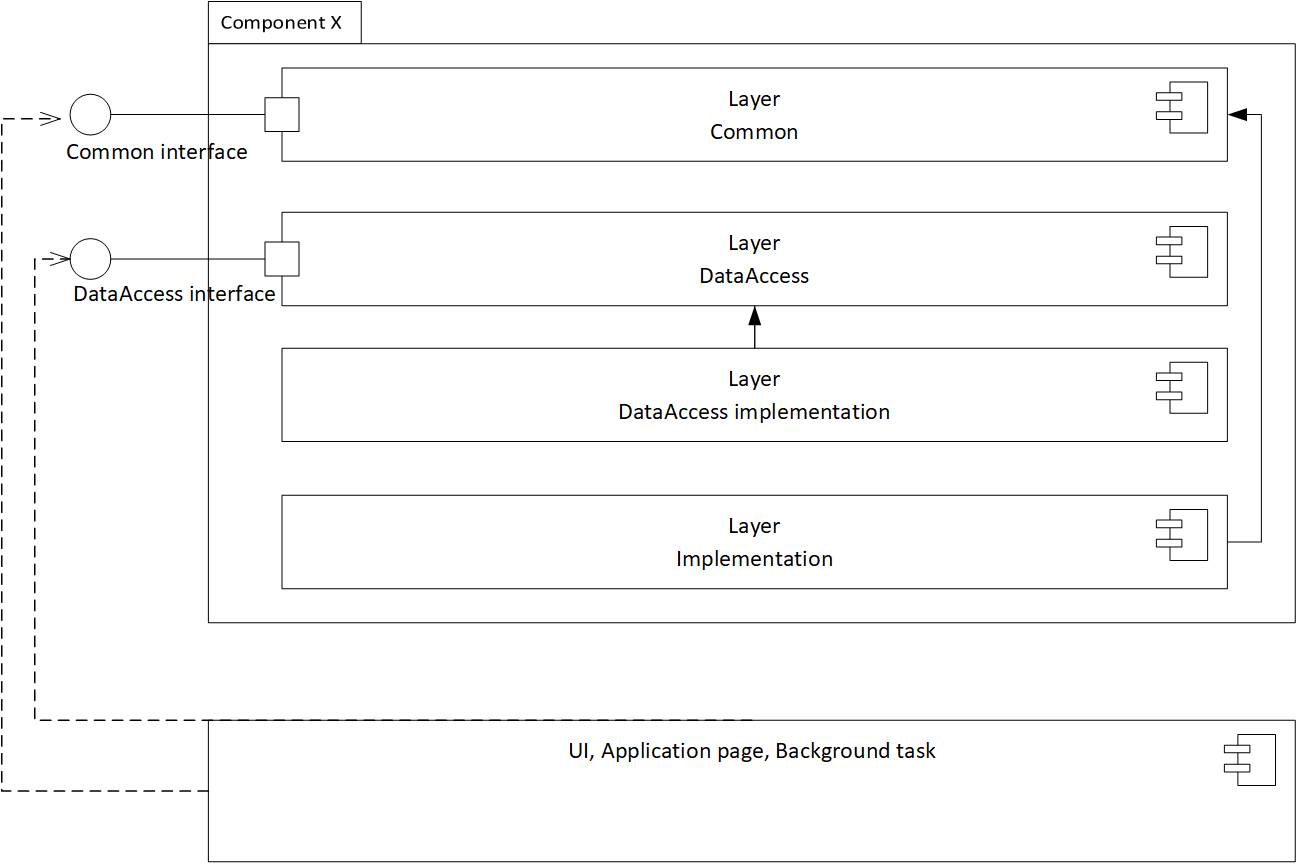 Component X
Layer
Common
Common interface
Layer
DataAccess
DataAccess interface
Layer
DataAccess implementation
Layer
Implementation
UI, Application page, Background task